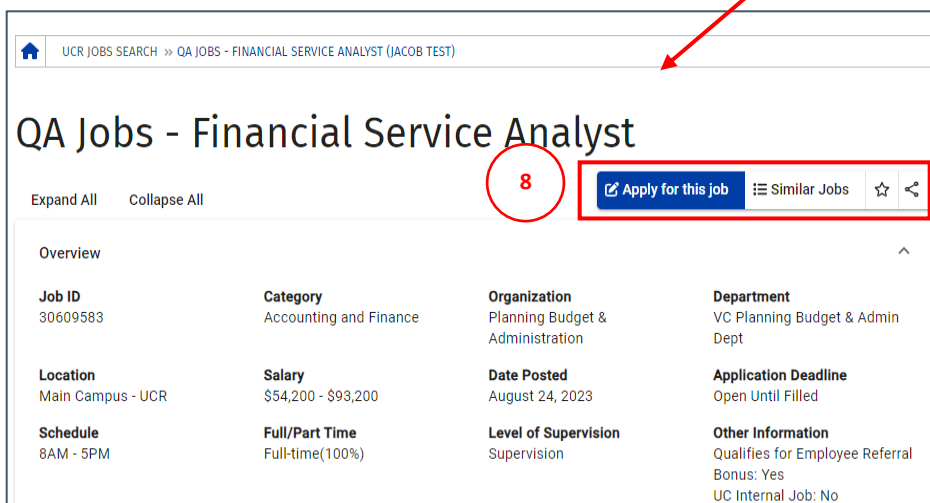 UCR JOBS SEARCH » QA JOBS - FINANCIAL SERVICE ANALYST (JACOB TEST)
QA Jobs - Financial Service Analyst
8
Expand All Collapse All
Apply for this job Similar Jobs
Overview
Job ID
30609583
Category
Accounting and Finance
Organization
Planning Budget &
Administration
Department
VC Planning Budget & Admin
Dept
Location
Main Campus - UCR
Salary
$54,200 - $93,200
Date Posted
August 24, 2023
Application Deadline
Open Until Filled
Schedule
8AM - 5PM
Full/Part Time
Full-time(100%)
Level of Supervision
Supervision
Other Information
Qualifies for Employee Referral
Bonus: Yes
UC Internal Job: No